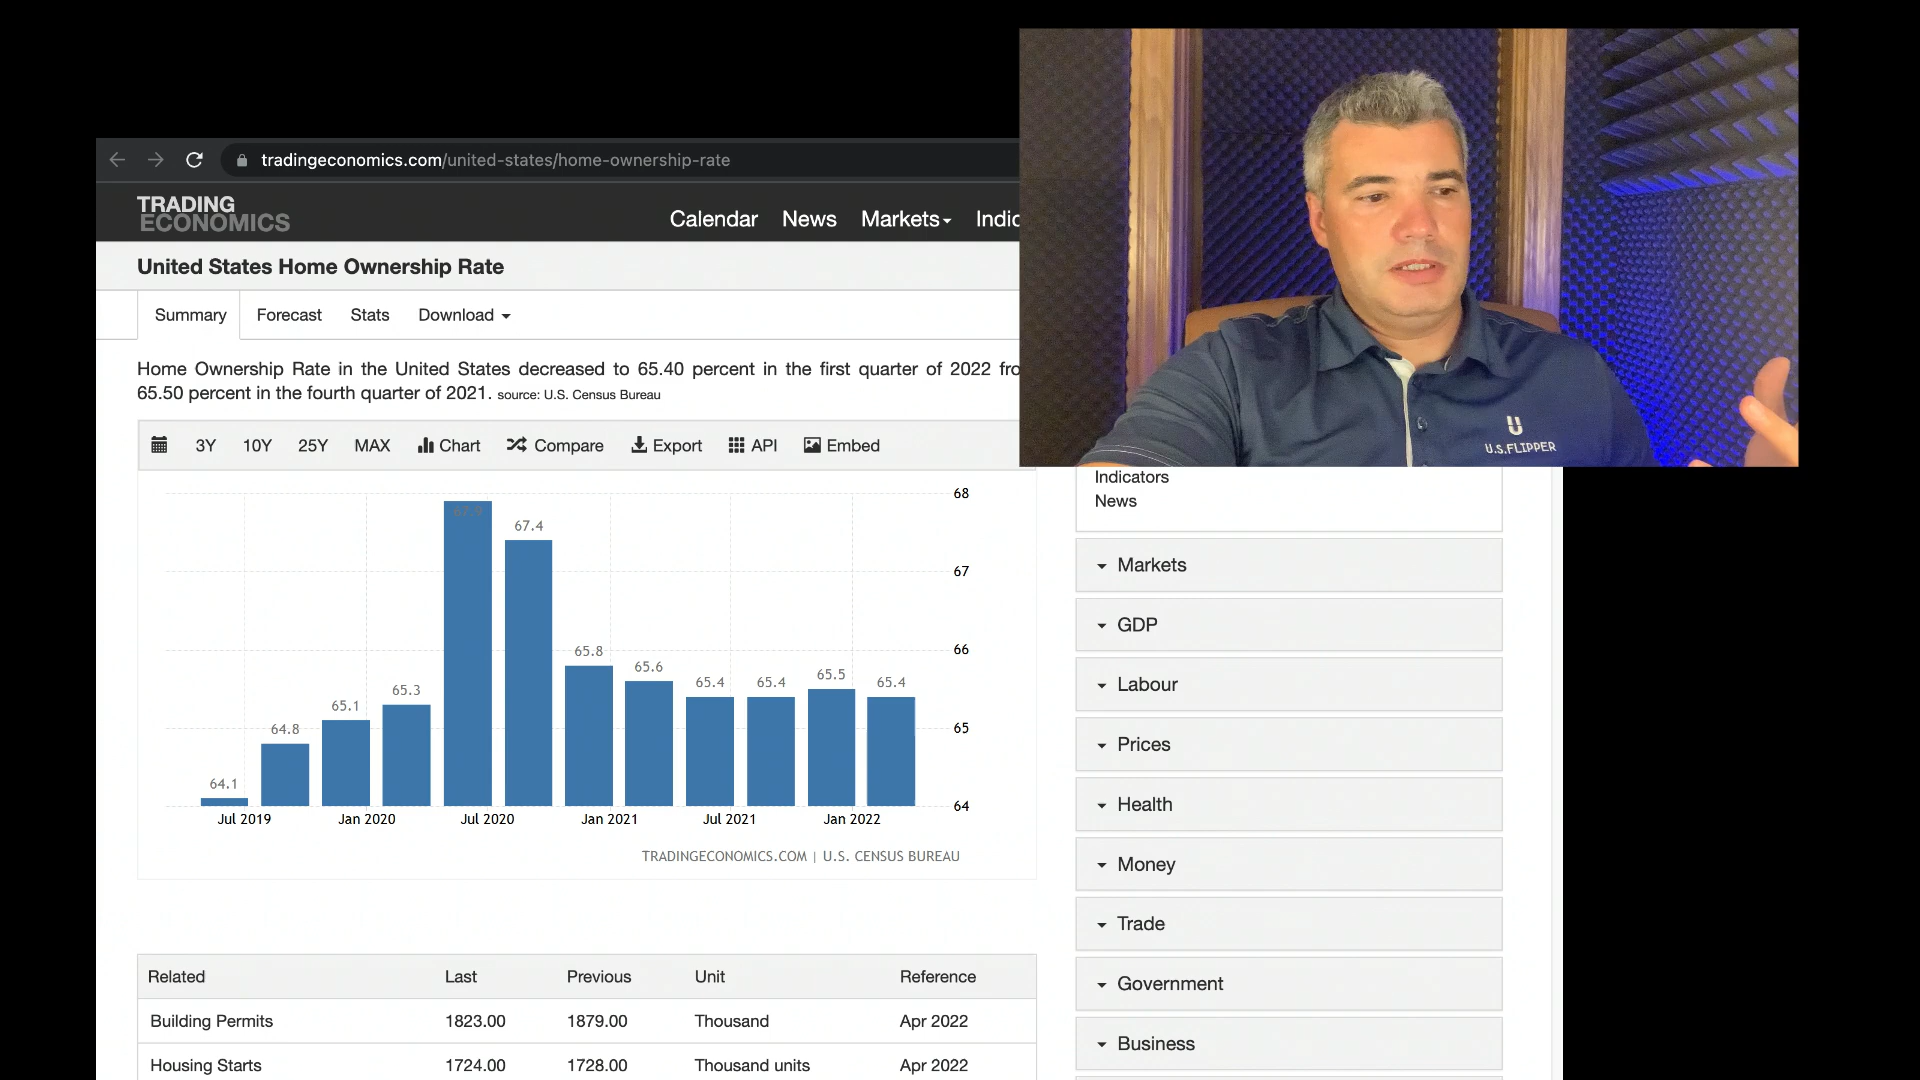 tradingeconomics.com/united-states/home-ownership-rate
TRADING
ECONOMICS
Calendar News Markets
United States Home Ownership Rate
Summary Forecast Stats Download
Home Ownership Rate in the United States decreased to 65.40 percent in the first quarter of 2022
65.50 percent in the fourth quarter of 2021. source: U.S. Census Bureau
3Y 10Y 25Y MAX Chart Compare Export API Embed
U
U.S.FLIPPER
Indicators
News
68
67.9
67.4
67
66
65.8
65.6
65.5
65.4
65.4
65.4
65.3
65.1
65
64.8
64.1
64
Jul 2019 Jan 2020 Jul 2020 Jan 2021 Jul 2021 Jan 2022
TRADINGECONOMICS.COM | U.S. CENSUS BUREAU
Related Last Previous Unit Reference
Building Permits 1823.00 1879.00 Thousand Apr 2022
Housing Starts 1724.00 1728.00 Thousand units Apr 2022
Markets
GDP
Labour
Prices
Health
Money
Trade
Government
Business